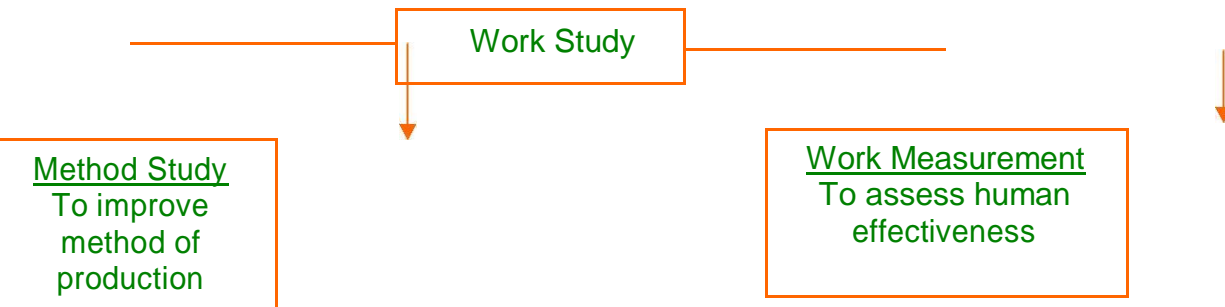 Work Study
Method Study
To improve
method of
production
Work Measurement
To assess human
effectiveness